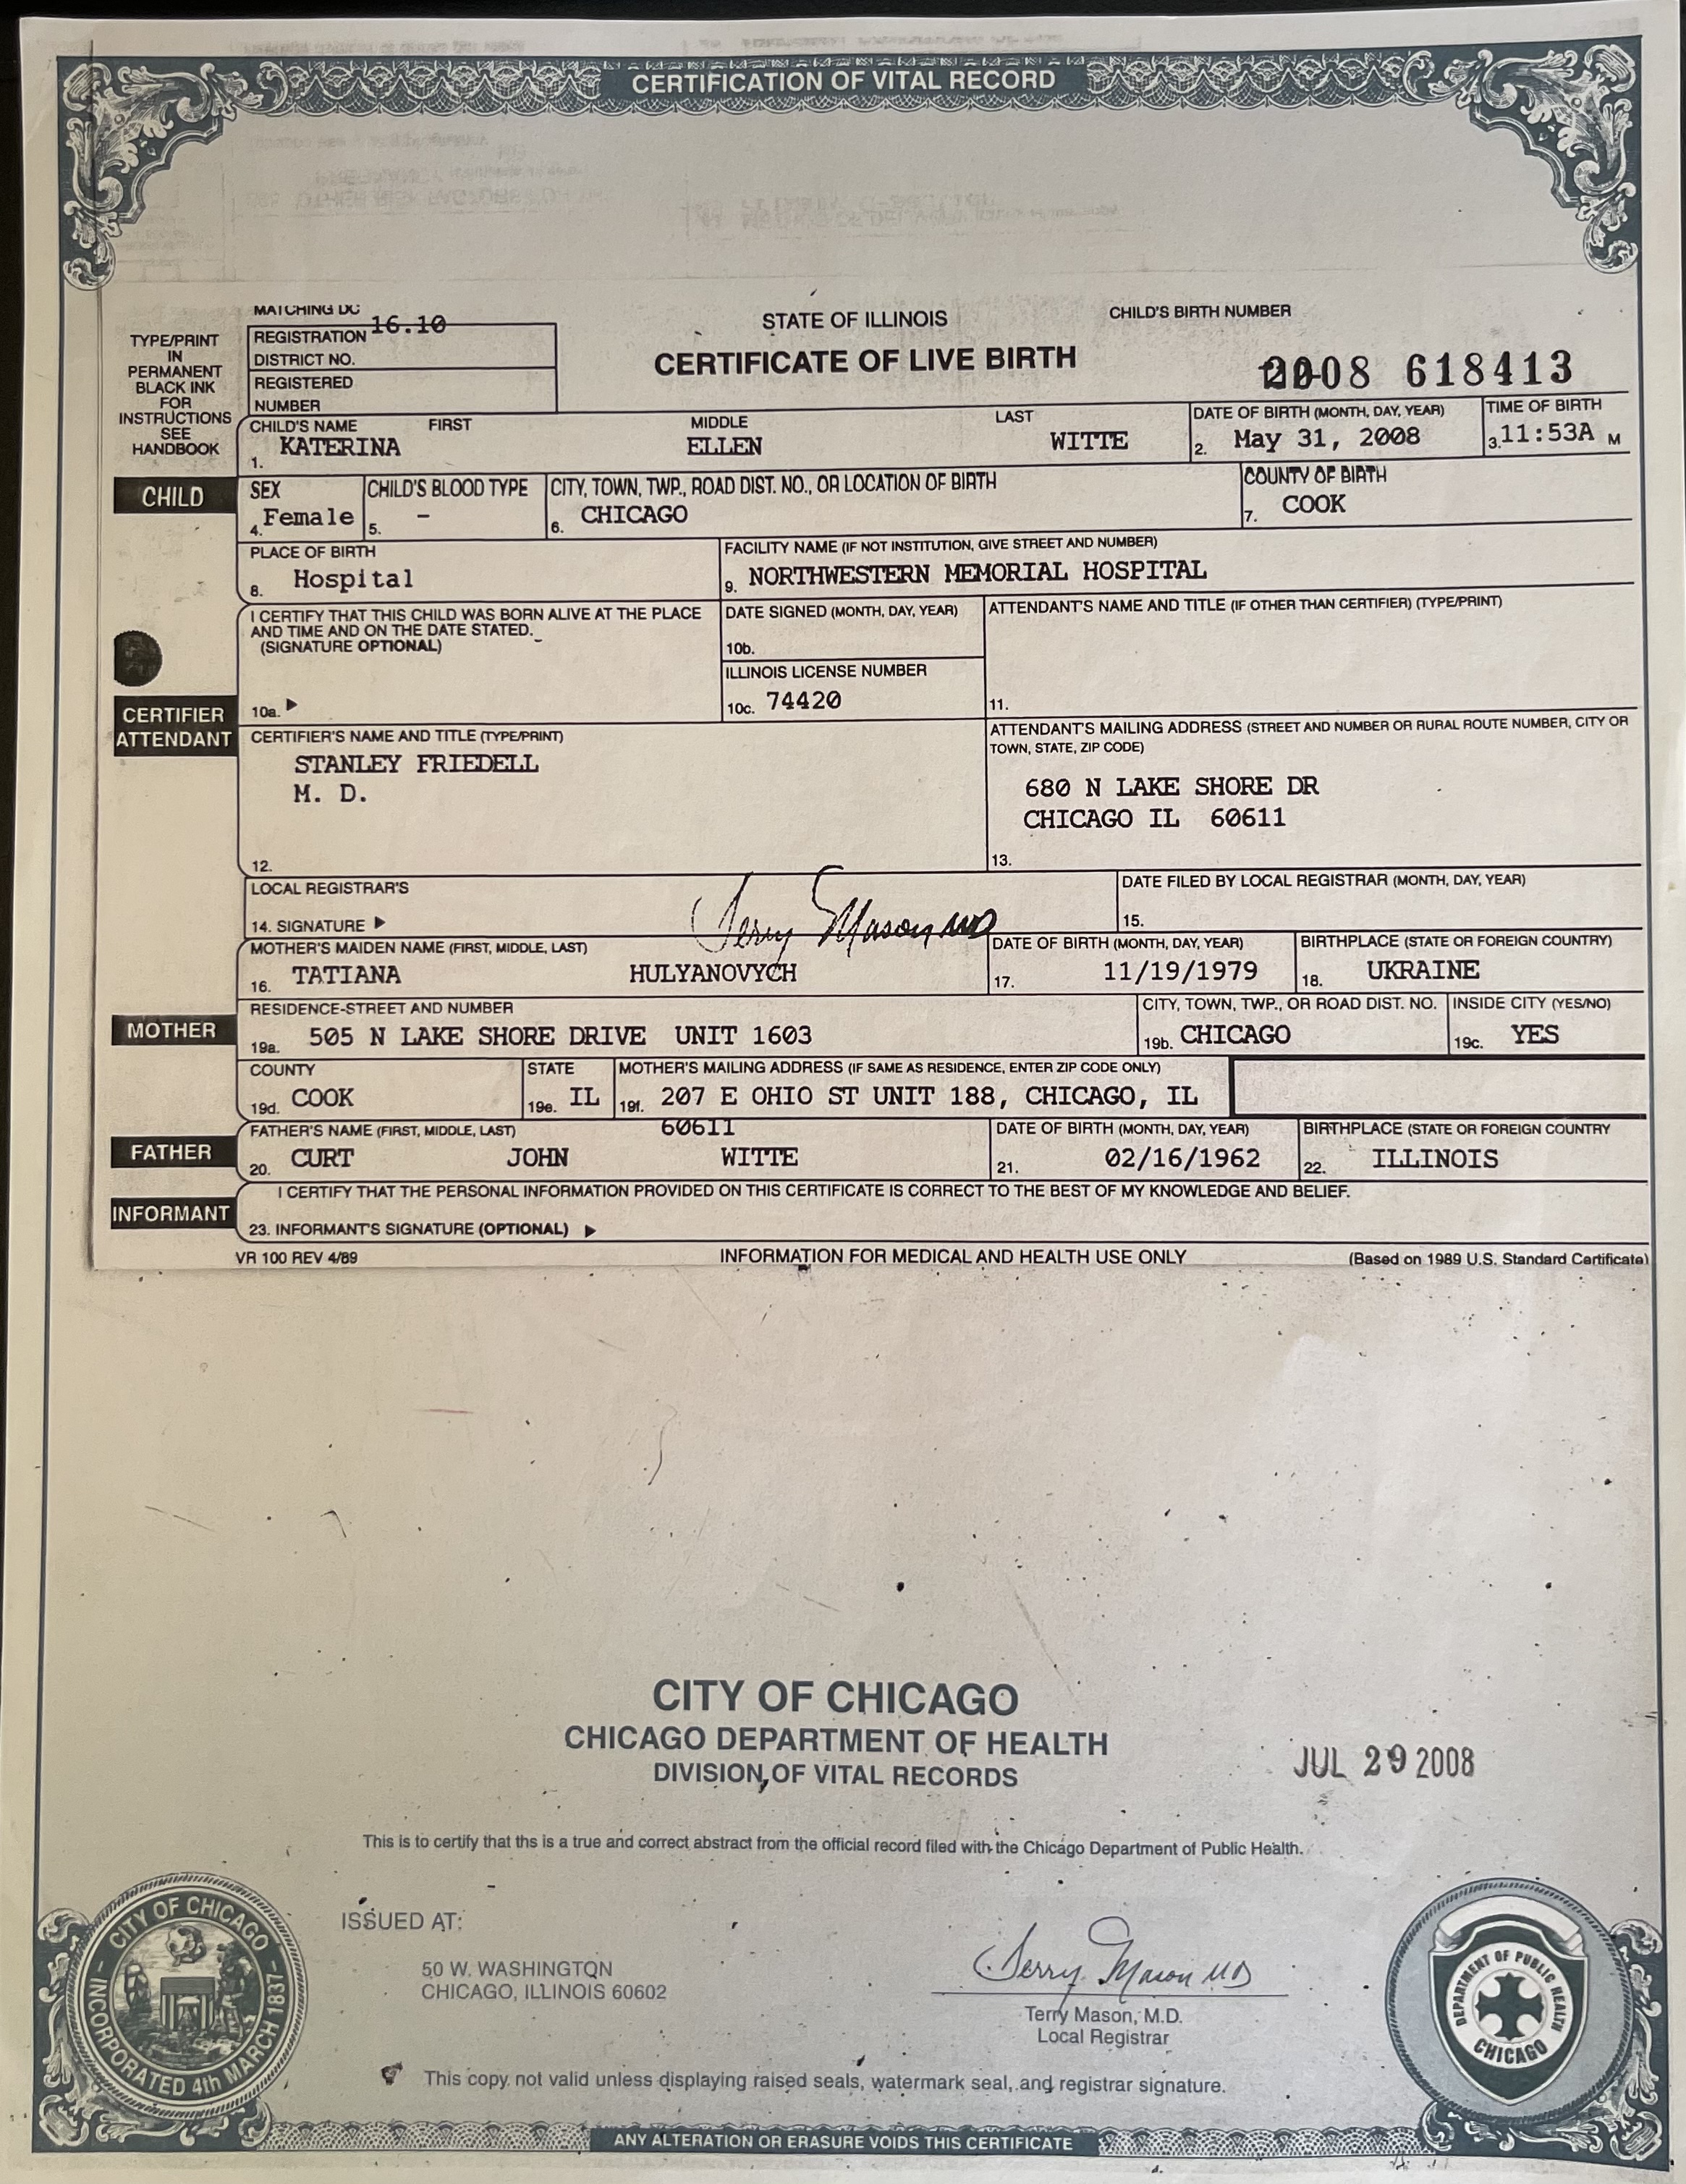 CERTIFICATION OF VITAL RECORD
MATCHING DC
REGISTRATION 16.10
DISTRICT NO.
REGISTERED
NUMBER
TYPE/PRINT
IN
PERMANENT
BLACK INK
FOR
INSTRUCTIONS
SEE
HANDBOOK
STATE OF ILLINOIS
CERTIFICATE OF LIVE BIRTH
CHILD'S BIRTH NUMBER
2008 618413
CHILD'S NAME FIRST MIDDLE LAST
1. KATERINA ELLEN WITTE
DATE OF BIRTH (MONTH, DAY, YEAR)
2. May 31, 2008
TIME OF BIRTH
3. 11:53A M
CHILD
SEX
4. Female
CHILD'S BLOOD TYPE
5. –
CITY, TOWN, TWP., ROAD DIST. NO., OR LOCATION OF BIRTH
6. CHICAGO
COUNTY OF BIRTH
7. COOK
PLACE OF BIRTH
8. Hospital
FACILITY NAME (IF NOT INSTITUTION, GIVE STREET AND NUMBER)
9. NORTHWESTERN MEMORIAL HOSPITAL
I CERTIFY THAT THIS CHILD WAS BORN ALIVE AT THE PLACE
AND TIME AND ON THE DATE STATED.
(SIGNATURE OPTIONAL)
10a. ▶
DATE SIGNED (MONTH, DAY, YEAR)
10b.
ILLINOIS LICENSE NUMBER
10c. 74420
ATTENDANT'S NAME AND TITLE (IF OTHER THAN CERTIFIER) (TYPE/PRINT)
11.
CERTIFIER
ATTENDANT
CERTIFIER'S NAME AND TITLE (TYPE/PRINT)
STANLEY FRIEDELL
M. D.
12.
ATTENDANT'S MAILING ADDRESS (STREET AND NUMBER OR RURAL ROUTE NUMBER, CITY OR
TOWN, STATE, ZIP CODE)
680 N LAKE SHORE DR
CHICAGO IL 60611
13.
LOCAL REGISTRAR'S
14. SIGNATURE ▶ Terry Mason MD
DATE FILED BY LOCAL REGISTRAR (MONTH, DAY, YEAR)
15.
MOTHER'S MAIDEN NAME (FIRST, MIDDLE, LAST)
16. TATIANA HULYANOVYCH
DATE OF BIRTH (MONTH, DAY, YEAR)
17. 11/19/1979
BIRTHPLACE (STATE OR FOREIGN COUNTRY)
18. UKRAINE
MOTHER
RESIDENCE-STREET AND NUMBER
19a. 505 N LAKE SHORE DRIVE UNIT 1603
CITY, TOWN, TWP., OR ROAD DIST. NO.
19b. CHICAGO
INSIDE CITY (YES/NO)
19c. YES
COUNTY
19d. COOK
STATE
19e. IL
MOTHER'S MAILING ADDRESS (IF SAME AS RESIDENCE, ENTER ZIP CODE ONLY)
19f. 207 E OHIO ST UNIT 188, CHICAGO, IL
60611
FATHER
FATHER'S NAME (FIRST, MIDDLE, LAST)
20. CURT JOHN WITTE
DATE OF BIRTH (MONTH, DAY, YEAR)
21. 02/16/1962
BIRTHPLACE (STATE OR FOREIGN COUNTRY
22. ILLINOIS
INFORMANT
I CERTIFY THAT THE PERSONAL INFORMATION PROVIDED ON THIS CERTIFICATE IS CORRECT TO THE BEST OF MY KNOWLEDGE AND BELIEF.
23. INFORMANT'S SIGNATURE (OPTIONAL) ▶
VR 100 REV 4/89
INFORMATION FOR MEDICAL AND HEALTH USE ONLY
(Based on 1989 U.S. Standard Certificate)
CITY OF CHICAGO
CHICAGO DEPARTMENT OF HEALTH
DIVISION OF VITAL RECORDS
JUL 29 2008
This is to certify that ths is a true and correct abstract from the official record filed with the Chicago Department of Public Health.
ISSUED AT:
50 W. WASHINGTON
CHICAGO, ILLINOIS 60602
Terry Mason MD
Terry Mason, M.D.
Local Registrar
This copy not valid unless displaying raised seals, watermark seal, and registrar signature.
CITY OF CHICAGO
INCORPORATED 4th MARCH 1837
DEPARTMENT OF PUBLIC HEALTH
CHICAGO
ANY ALTERATION OR ERASURE VOIDS THIS CERTIFICATE